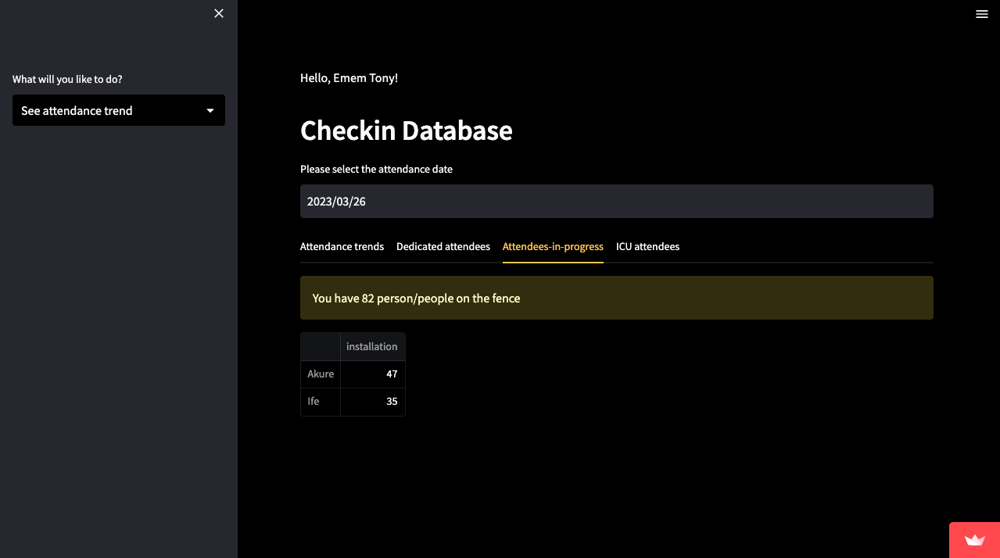 What will you like to do?
See attendance trend
Hello, Emem Tony!
Checkin Database
Please select the attendance date
2023/03/26
Attendance trends Dedicated attendees Attendees-in-progress ICU attendees
You have 82 person/people on the fence
installation
Akure 47
Ife 35